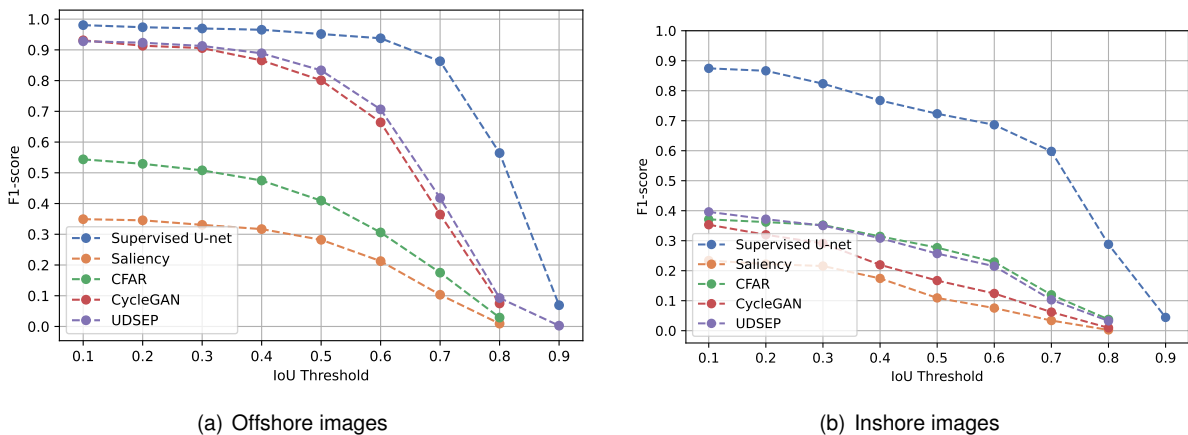 1.0
0.9
0.8
0.7
0.6
0.5
0.4
0.3
0.2
0.1
0.0
F1-score
Supervised U-net
Saliency
CFAR
CycleGAN
UDSEP
0.1 0.2 0.3 0.4 0.5 0.6 0.7 0.8 0.9
IoU Threshold
(a) Offshore images
1.0
0.9
0.8
0.7
0.6
0.5
0.4
0.3
0.2
0.1
0.0
F1-score
Supervised U-net
Saliency
CFAR
CycleGAN
UDSEP
0.1 0.2 0.3 0.4 0.5 0.6 0.7 0.8 0.9
IoU Threshold
(b) Inshore images